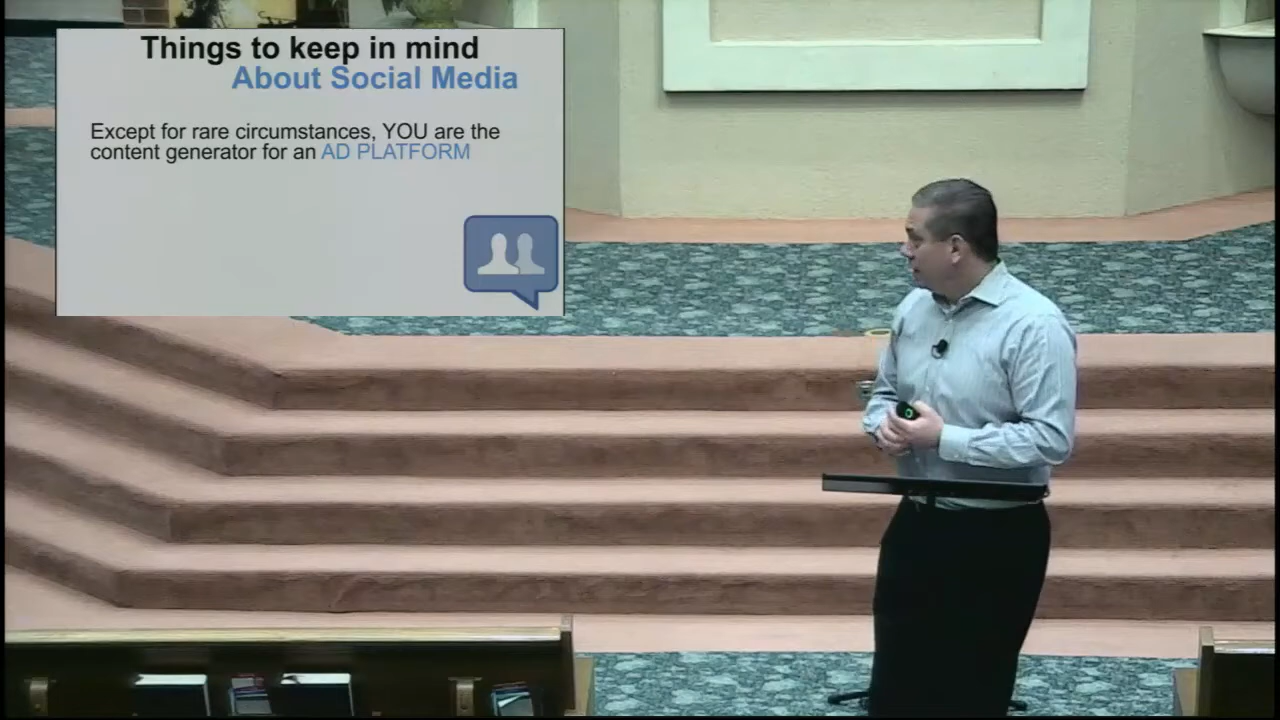 Things to keep in mind
About Social Media
Except for rare circumstances, YOU are the
content generator for an AD PLATFORM